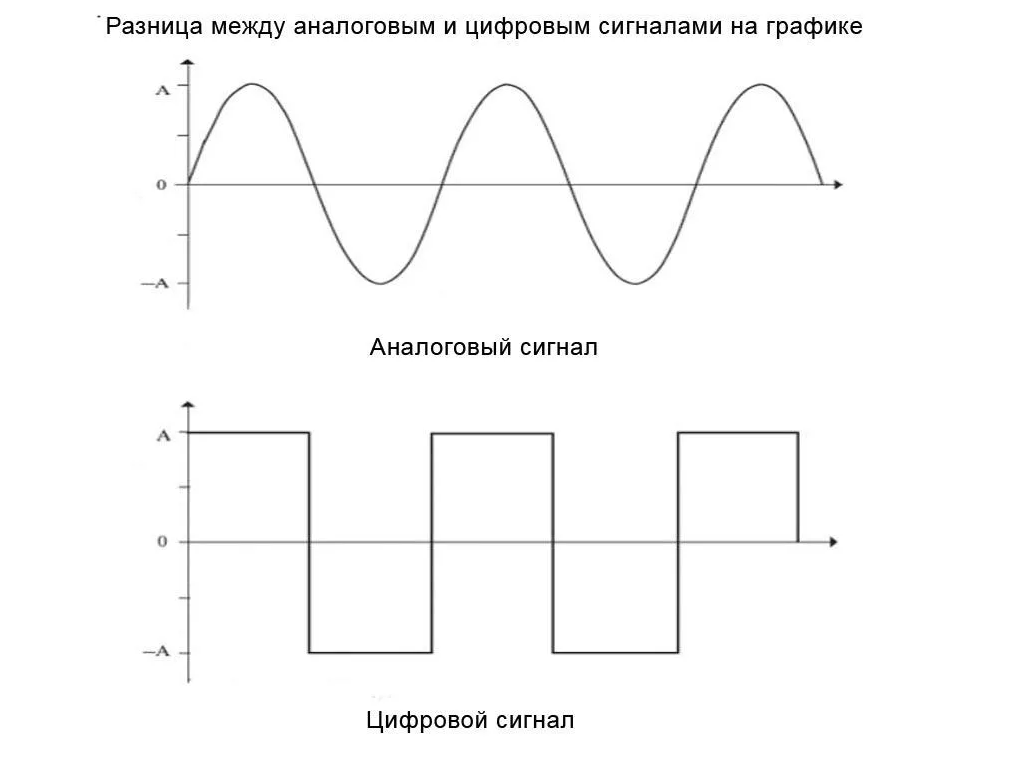 Разница между аналоговым и цифровым сигналами на графике
A
0
−A
Аналоговый сигнал
A
0
−A
Цифровой сигнал